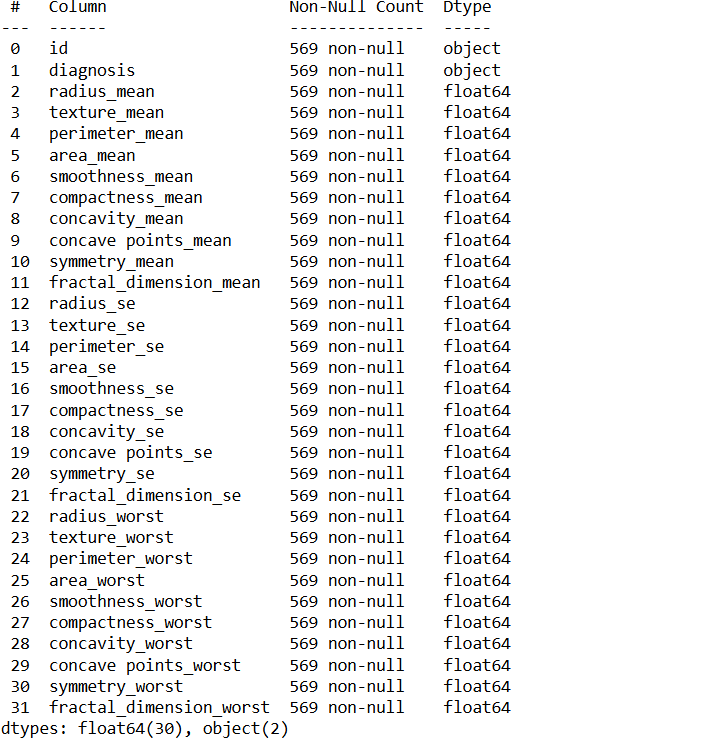 #   Column                   Non-Null Count  Dtype
---  ------                   --------------  -----
 0   id                       569 non-null    object
 1   diagnosis                569 non-null    object
 2   radius_mean              569 non-null    float64
 3   texture_mean             569 non-null    float64
 4   perimeter_mean           569 non-null    float64
 5   area_mean                569 non-null    float64
 6   smoothness_mean          569 non-null    float64
 7   compactness_mean         569 non-null    float64
 8   concavity_mean           569 non-null    float64
 9   concave points_mean      569 non-null    float64
 10  symmetry_mean            569 non-null    float64
 11  fractal_dimension_mean   569 non-null    float64
 12  radius_se                569 non-null    float64
 13  texture_se               569 non-null    float64
 14  perimeter_se             569 non-null    float64
 15  area_se                  569 non-null    float64
 16  smoothness_se            569 non-null    float64
 17  compactness_se           569 non-null    float64
 18  concavity_se             569 non-null    float64
 19  concave points_se        569 non-null    float64
 20  symmetry_se              569 non-null    float64
 21  fractal_dimension_se     569 non-null    float64
 22  radius_worst             569 non-null    float64
 23  texture_worst            569 non-null    float64
 24  perimeter_worst          569 non-null    float64
 25  area_worst               569 non-null    float64
 26  smoothness_worst         569 non-null    float64
 27  compactness_worst        569 non-null    float64
 28  concavity_worst          569 non-null    float64
 29  concave points_worst     569 non-null    float64
 30  symmetry_worst           569 non-null    float64
 31  fractal_dimension_worst  569 non-null    float64
dtypes: float64(30), object(2)